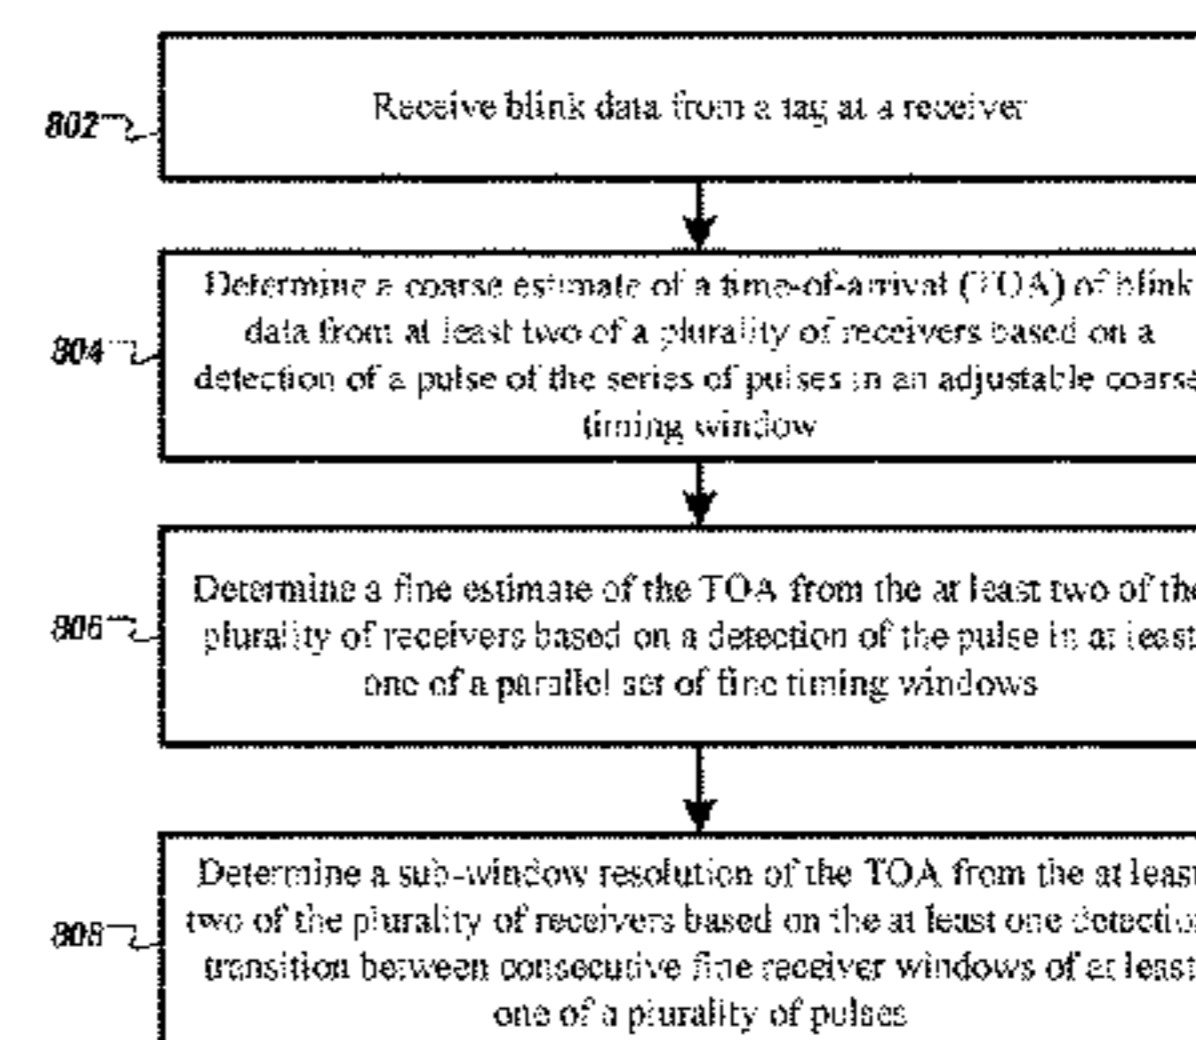 802
Receive blink data from a tag at a receiver
804
Determine a coarse estimate of a time-of-arrival (TOA) of blink
data from at least two of a plurality of receivers based on a
detection of a pulse of the series of pulses in an adjustable coarse
timing window
806
Determine a fine estimate of the TOA from the at least two of the
plurality of receivers based on a detection of the pulse in at least
one of a parallel set of fine timing windows
808
Determine a sub-window resolution of the TOA from the at least
two of the plurality of receivers based on the at least one detectio
transition between consecutive fine receiver windows of at least
one of a plurality of pulses